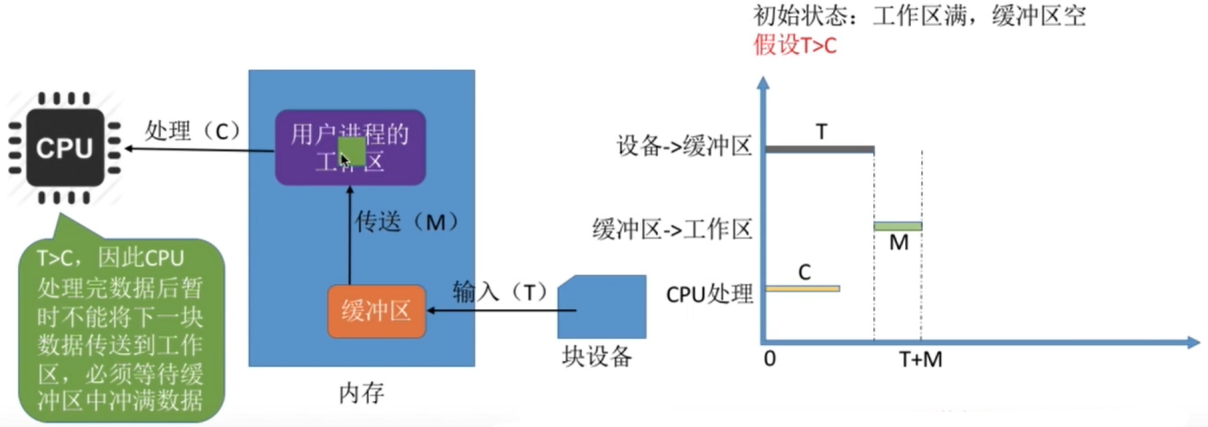 初始状态：工作区满，缓冲区空
假设T>C
CPU
处理（C）
用户进程的
工作区
传送（M）
缓冲区
输入（T）
块设备
内存
T>C，因此CPU
处理完数据后暂
时不能将下一块
数据传送到工作
区，必须等待缓
冲区中冲满数据
设备->缓冲区
T
缓冲区->工作区
M
CPU处理
C
0
T+M